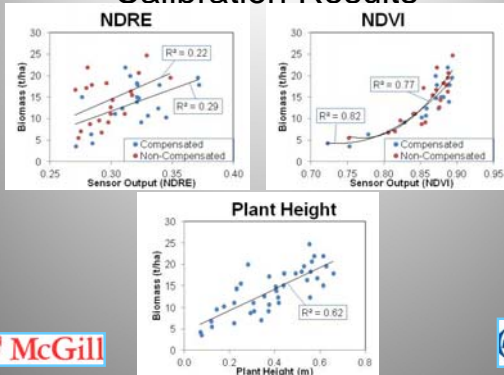 Calibration Results
NDRE
30
25
20
15
10
5
0
Biomass (t/ha)
R² = 0.22
R² = 0.29
Compensated
Non-Compensated
0.25 0.30 0.35 0.40
Sensor Output (NDRE)
NDVI
30
25
20
15
10
5
0
Biomass (t/ha)
R² = 0.77
R² = 0.82
Compensated
Non-Compensated
0.70 0.75 0.80 0.85 0.90 0.95
Sensor Output (NDVI)
Plant Height
30
25
20
15
10
5
0
Biomass (t/ha)
R² = 0.62
0.0 0.2 0.4 0.6 0.8
Plant Height (m)
McGill